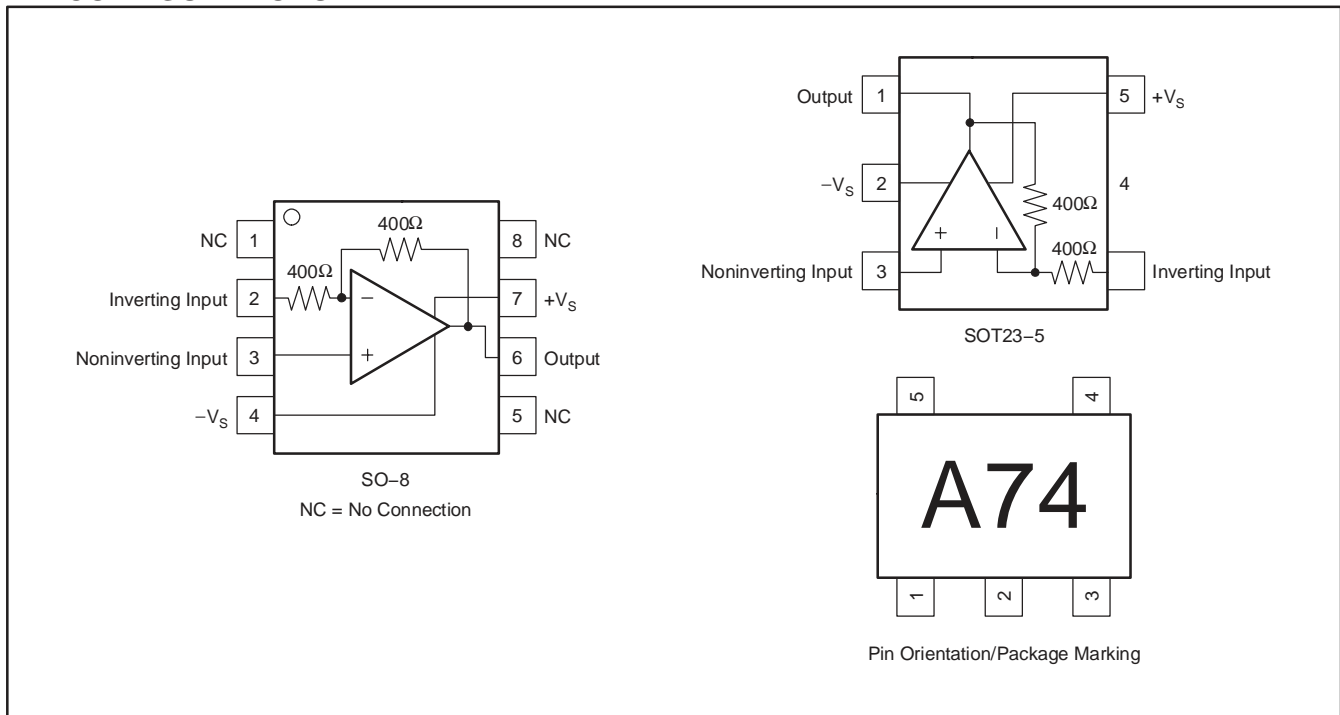 NC 1
400Ω
8 NC
400Ω
Inverting Input 2
−
7 +VS
Noninverting Input 3
+
6 Output
−VS 4
5 NC
SO−8
NC = No Connection
Output 1
5 +VS
−VS 2
4
400Ω
+ −
400Ω
Noninverting Input 3
Inverting Input
SOT23−5
5 4
A74
1 2 3
Pin Orientation/Package Marking